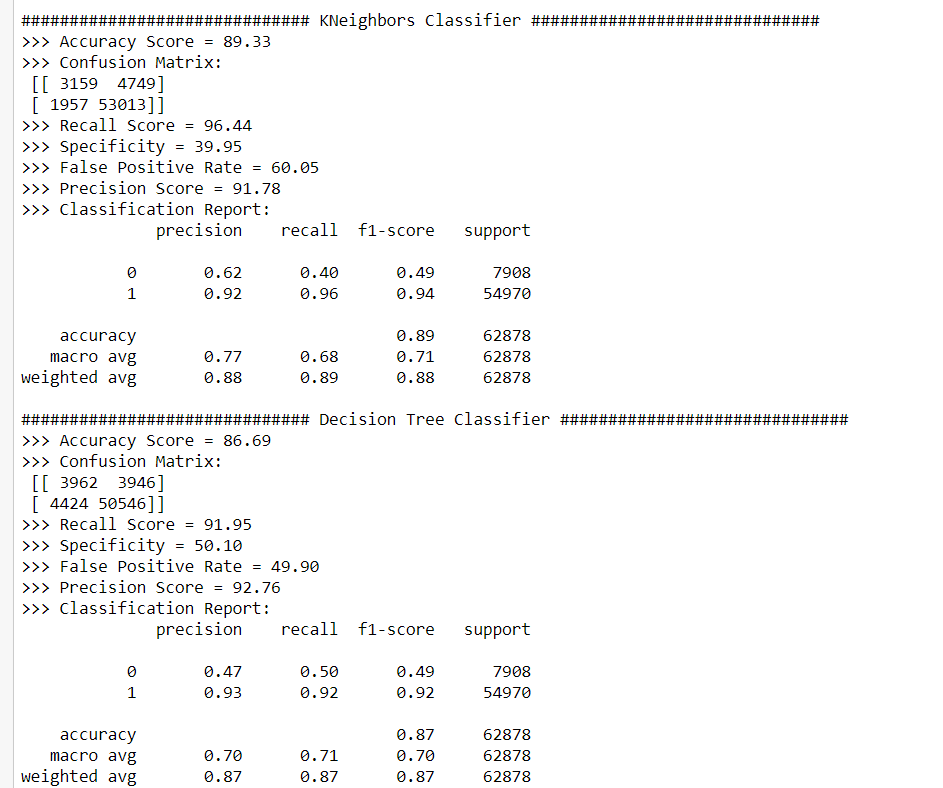 ############################## KNeighbors Classifier ##############################
>>> Accuracy Score = 89.33
>>> Confusion Matrix:
 [[ 3159  4749]
 [ 1957 53013]]
>>> Recall Score = 96.44
>>> Specificity = 39.95
>>> False Positive Rate = 60.05
>>> Precision Score = 91.78
>>> Classification Report:
              precision    recall  f1-score   support

           0       0.62      0.40      0.49      7908
           1       0.92      0.96      0.94     54970

    accuracy                           0.89     62878
   macro avg       0.77      0.68      0.71     62878
weighted avg       0.88      0.89      0.88     62878

############################## Decision Tree Classifier ##############################
>>> Accuracy Score = 86.69
>>> Confusion Matrix:
 [[ 3962  3946]
 [ 4424 50546]]
>>> Recall Score = 91.95
>>> Specificity = 50.10
>>> False Positive Rate = 49.90
>>> Precision Score = 92.76
>>> Classification Report:
              precision    recall  f1-score   support

           0       0.47      0.50      0.49      7908
           1       0.93      0.92      0.92     54970

    accuracy                           0.87     62878
   macro avg       0.70      0.71      0.70     62878
weighted avg       0.87      0.87      0.87     62878